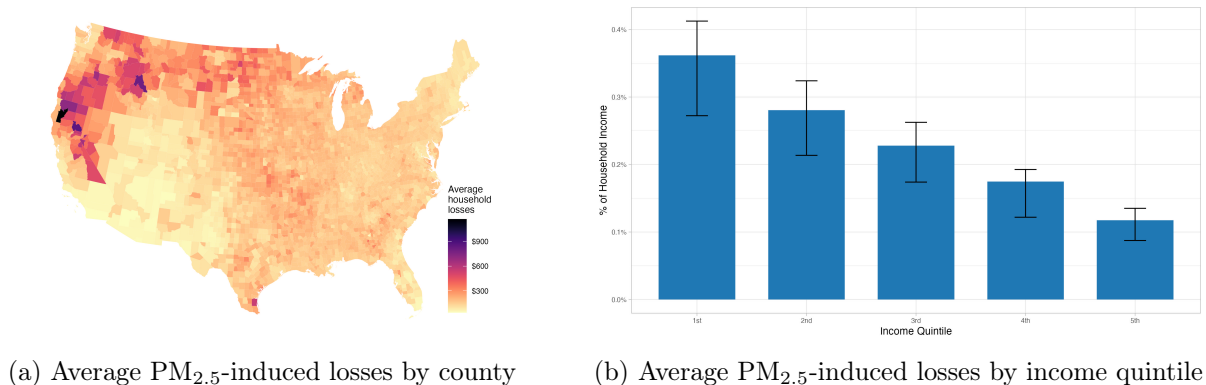 Average
household
losses
$900
$600
$300
(a) Average PM2.5-induced losses by county
% of Household Income
0.4%
0.3%
0.2%
0.1%
0.0%
1st 2nd 3rd 4th 5th
Income Quintile
(b) Average PM2.5-induced losses by income quintile